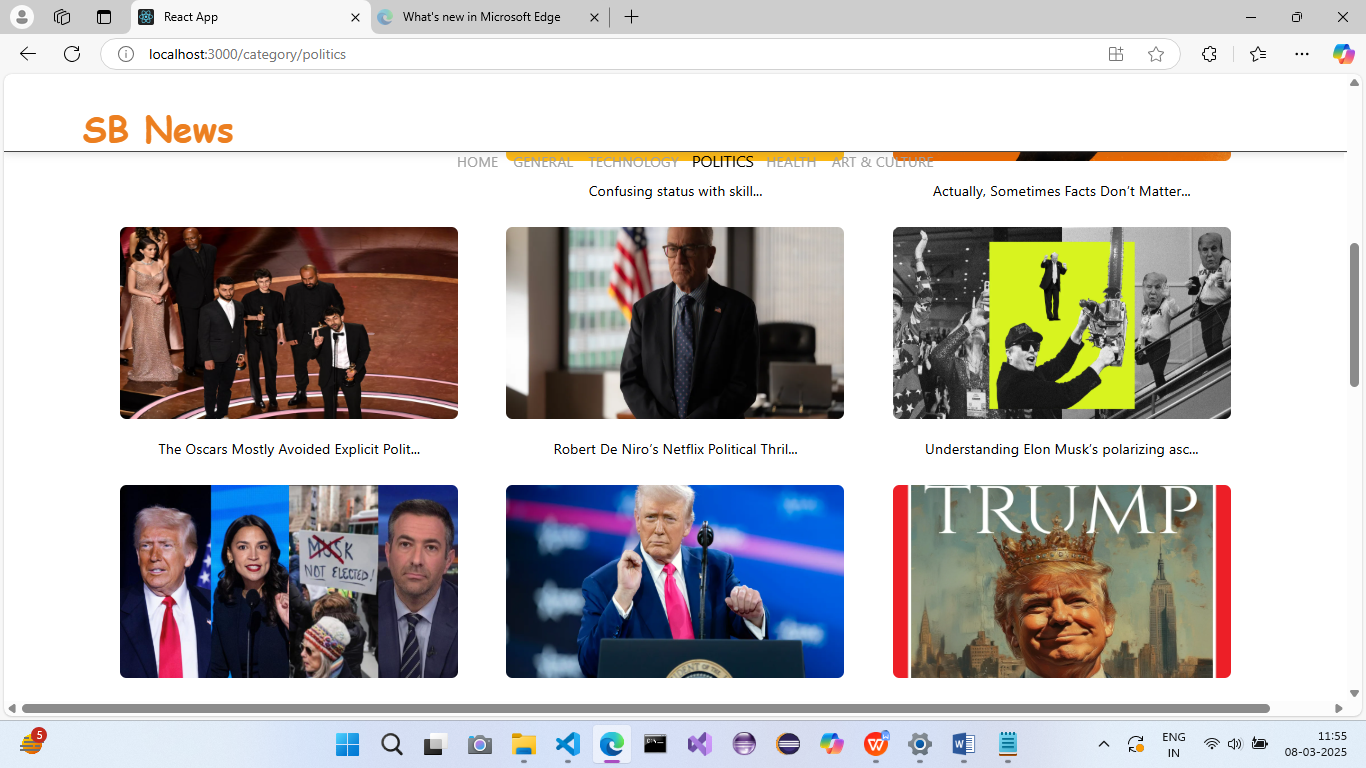 React App
What's new in Microsoft Edge
localhost:3000/category/politics
SB News
HOME GENERAL TECHNOLOGY POLITICS HEALTH ART & CULTURE
Confusing status with skill...
Actually, Sometimes Facts Don’t Matter...
The Oscars Mostly Avoided Explicit Polit...
Robert De Niro’s Netflix Political Thril...
Understanding Elon Musk’s polarizing asc...
MUSK
NOT ELECTED!
TRUMP
5
ENG
IN
11:55
08-03-2025